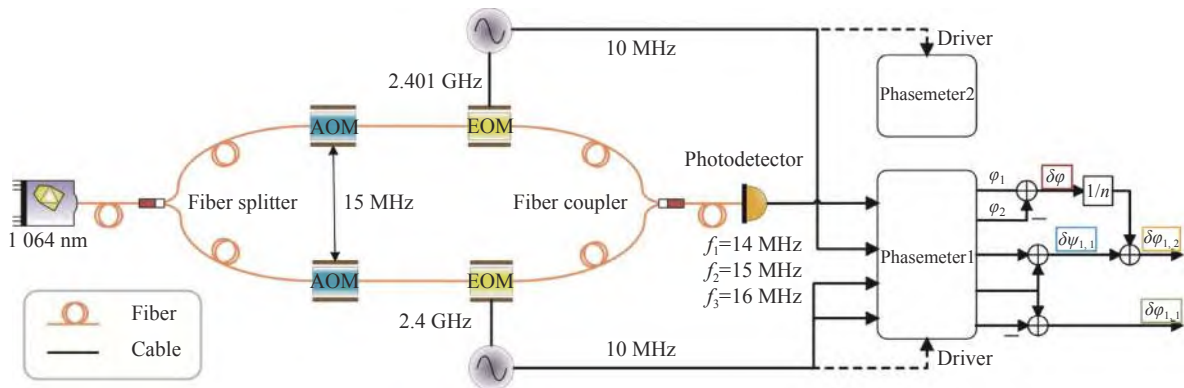 10 MHz
Driver
2.401 GHz
Phasemeter2
AOM
EOM
Photodetector
φ₁
δφ
1/n
Fiber splitter
15 MHz
Fiber coupler
φ₂
−
1 064 nm
f₁=14 MHz
f₂=15 MHz
f₃=16 MHz
Phasemeter1
δψ₁,₁
δφ₁,₂
AOM
EOM
Fiber
2.4 GHz
Cable
10 MHz
Driver
−
δφ₁,₁